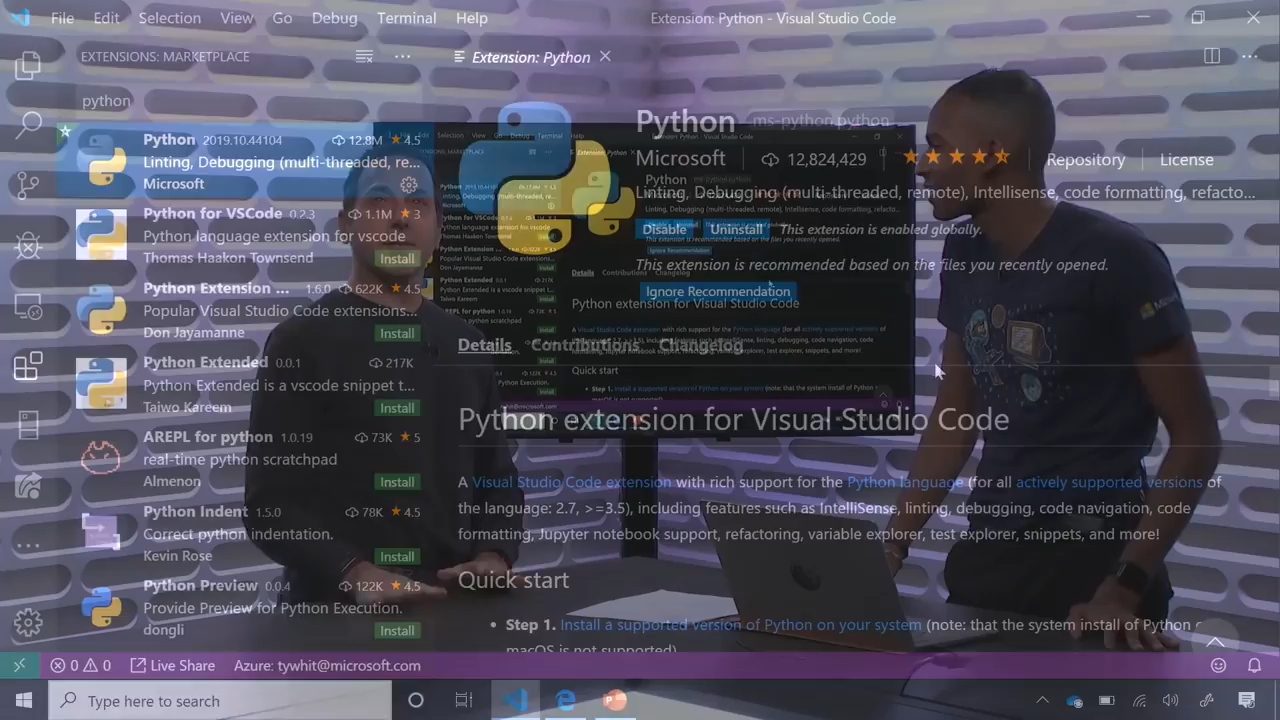 File Edit Selection View Go Debug Terminal Help Extension: Python - Visual Studio Code
EXTENSIONS: MARKETPLACE
Extension: Python
python
Python 2019.10.44104 12.8M 4.5
Linting, Debugging (multi-threaded, re...
Microsoft
Python for VSCode 0.2.3 1.1M 3
Python language extension for vscode
Thomas Haakon Townsend Install
Python Extension ... 1.6.0 622K 4.5
Popular Visual Studio Code extensions...
Don Jayamanne Install
Python Extended 0.0.1 217K
Python Extended is a vscode snippet t...
Taiwo Kareem Install
AREPL for python 1.0.19 73K 5
real-time python scratchpad
Almenon Install
Python Indent 1.5.0 78K 4.5
Correct python indentation.
Kevin Rose Install
Python Preview 0.0.4 122K 4.5
Provide Preview for Python Execution.
dongli Install
Python ms-python.python
Microsoft 12,824,429 Repository License
Linting, Debugging (multi-threaded, remote), Intellisense, code formatting, refacto...
Disable Uninstall This extension is enabled globally.
This extension is recommended based on the files you recently opened.
Ignore Recommendation
Details Contributions Changelog
Python extension for Visual Studio Code
A Visual Studio Code extension with rich support for the Python language (for all actively supported versions of
the language: 2.7, >=3.5), including features such as IntelliSense, linting, debugging, code navigation, code
formatting, Jupyter notebook support, refactoring, variable explorer, test explorer, snippets, and more!
Quick start
• Step 1. Install a supported version of Python on your system (note: that the system install of Python
macOS is not supported).
0 0 Live Share Azure: tywhit@microsoft.com
Type here to search